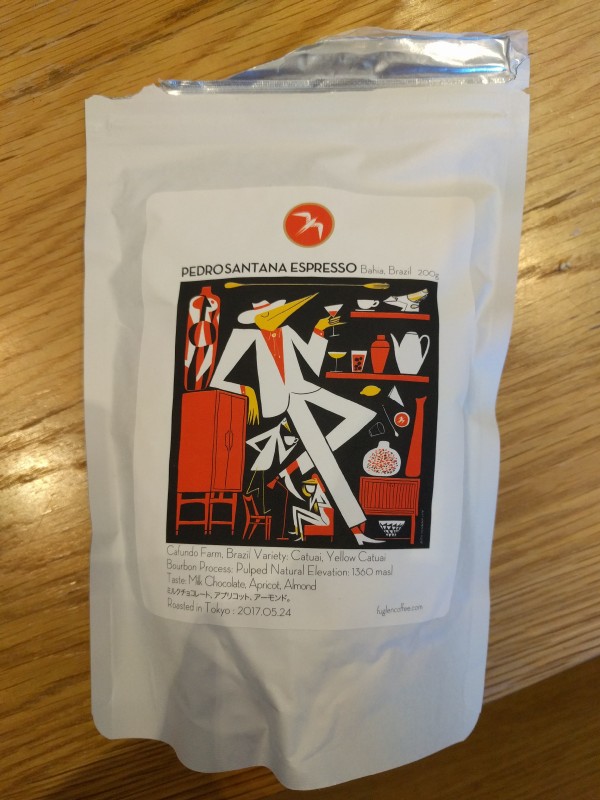 PEDRO SANTANA ESPRESSO Bahia, Brazil 200g
Cafundo Farm, Brazil Variety: Catuai, Yellow Catuai
Bourbon Process: Pulped Natural Elevation: 1360 masl
Taste: Milk Chocolate, Apricot, Almond
ミルクチョコレート、アプリコット、アーモンド。
Roasted in Tokyo : 2017.05.24
fuglencoffee.com